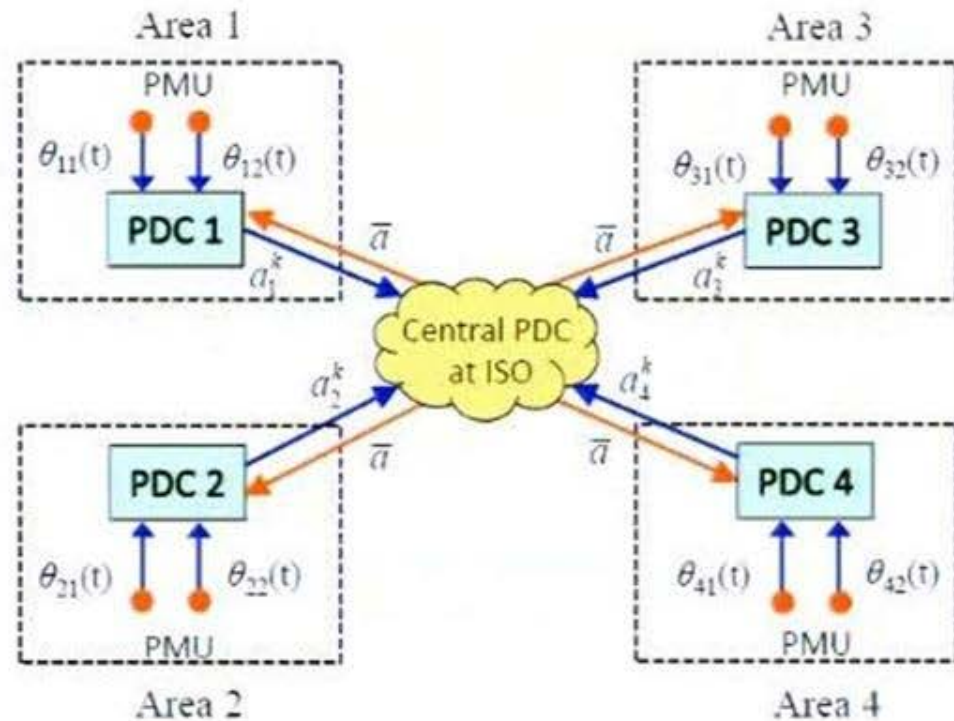 Area 1
PMU
θ₁₁(t)
θ₁₂(t)
PDC 1
a̅
a₁ᵏ
Area 3
PMU
θ₃₁(t)
θ₃₂(t)
PDC 3
a̅
a₃ᵏ
Central PDC
at ISO
a₂ᵏ
a̅
PDC 2
θ₂₁(t)
θ₂₂(t)
PMU
Area 2
a₄ᵏ
a̅
PDC 4
θ₄₁(t)
θ₄₂(t)
PMU
Area 4